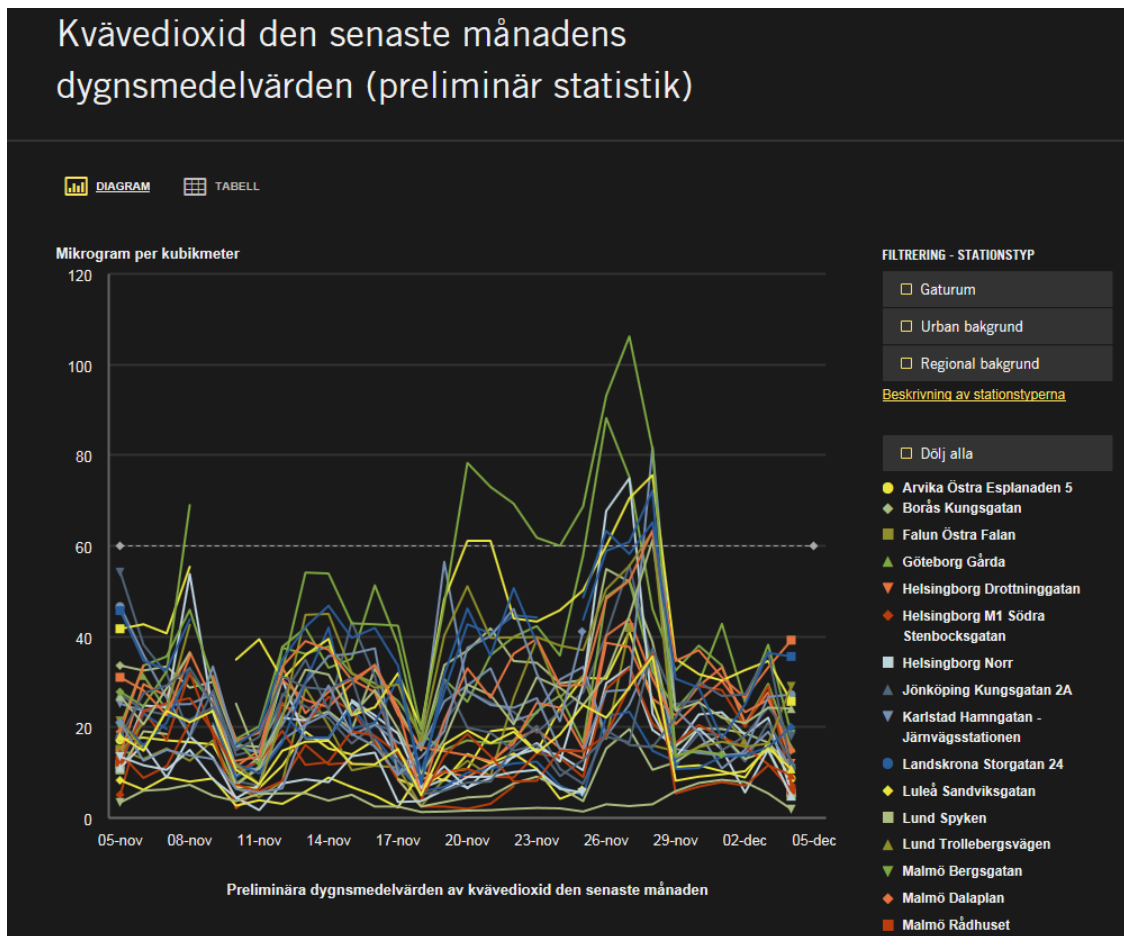 Kvävedioxid den senaste månadens
dygnsmedelvärden (preliminär statistik)
DIAGRAM
TABELL
Mikrogram per kubikmeter
120
100
80
60
40
20
0
05-nov
08-nov
11-nov
14-nov
17-nov
20-nov
23-nov
26-nov
29-nov
02-dec
05-dec
Preliminära dygnsmedelvärden av kvävedioxid den senaste månaden
FILTRERING - STATIONSTYP
Gaturum
Urban bakgrund
Regional bakgrund
Beskrivning av stationstyperna
Dölj alla
Arvika Östra Esplanaden 5
Borås Kungsgatan
Falun Östra Falan
Göteborg Gårda
Helsingborg Drottninggatan
Helsingborg M1 Södra
Stenbocksgatan
Helsingborg Norr
Jönköping Kungsgatan 2A
Karlstad Hamngatan -
Järnvägsstationen
Landskrona Storgatan 24
Luleå Sandviksgatan
Lund Spyken
Lund Trollebergsvägen
Malmö Bergsgatan
Malmö Dalaplan
Malmö Rådhuset